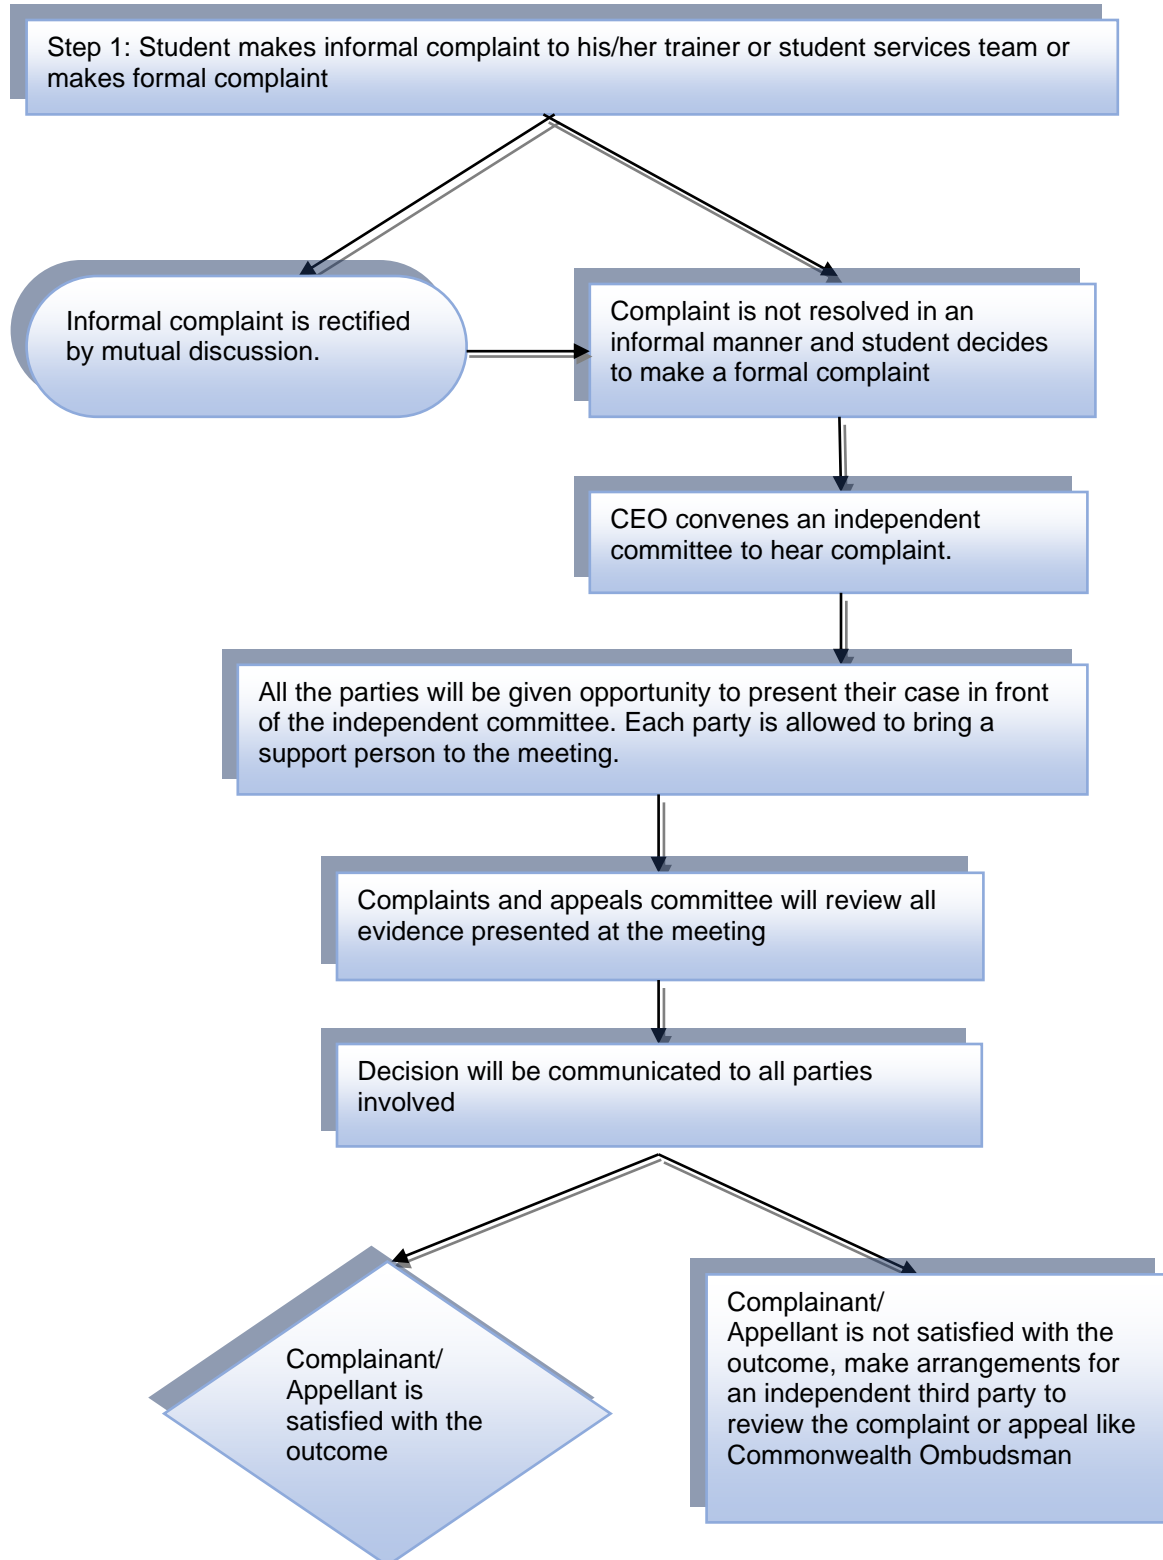 Step 1: Student makes informal complaint to his/her trainer or student services team or
makes formal complaint
Informal complaint is rectified
by mutual discussion.
Complaint is not resolved in an
informal manner and student decides
to make a formal complaint
CEO convenes an independent
committee to hear complaint.
All the parties will be given opportunity to present their case in front
of the independent committee. Each party is allowed to bring a
support person to the meeting.
Complaints and appeals committee will review all
evidence presented at the meeting
Decision will be communicated to all parties
involved
Complainant/
Appellant is
satisfied with the
outcome
Complainant/
Appellant is not satisfied with the
outcome, make arrangements for
an independent third party to
review the complaint or appeal like
Commonwealth Ombudsman